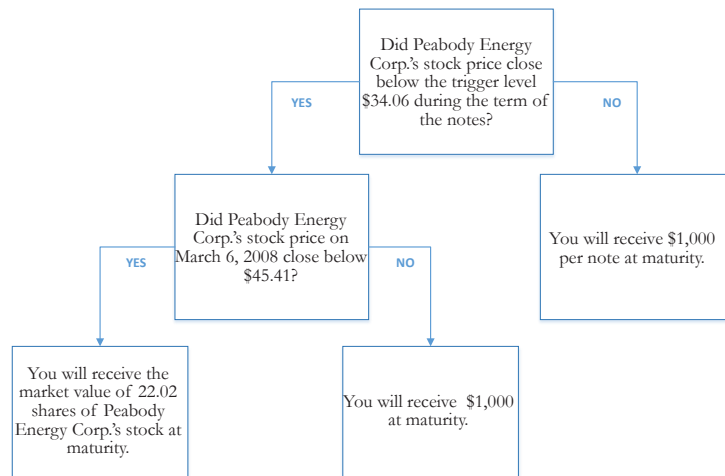 Did Peabody Energy
Corp.'s stock price close
below the trigger level
$34.06 during the term of
the notes?
YES
NO
Did Peabody Energy
Corp.'s stock price on
March 6, 2008 close below
$45.41?
You will receive $1,000
per note at maturity.
YES
NO
You will receive the
market value of 22.02
shares of Peabody
Energy Corp.'s stock at
maturity.
You will receive $1,000
at maturity.